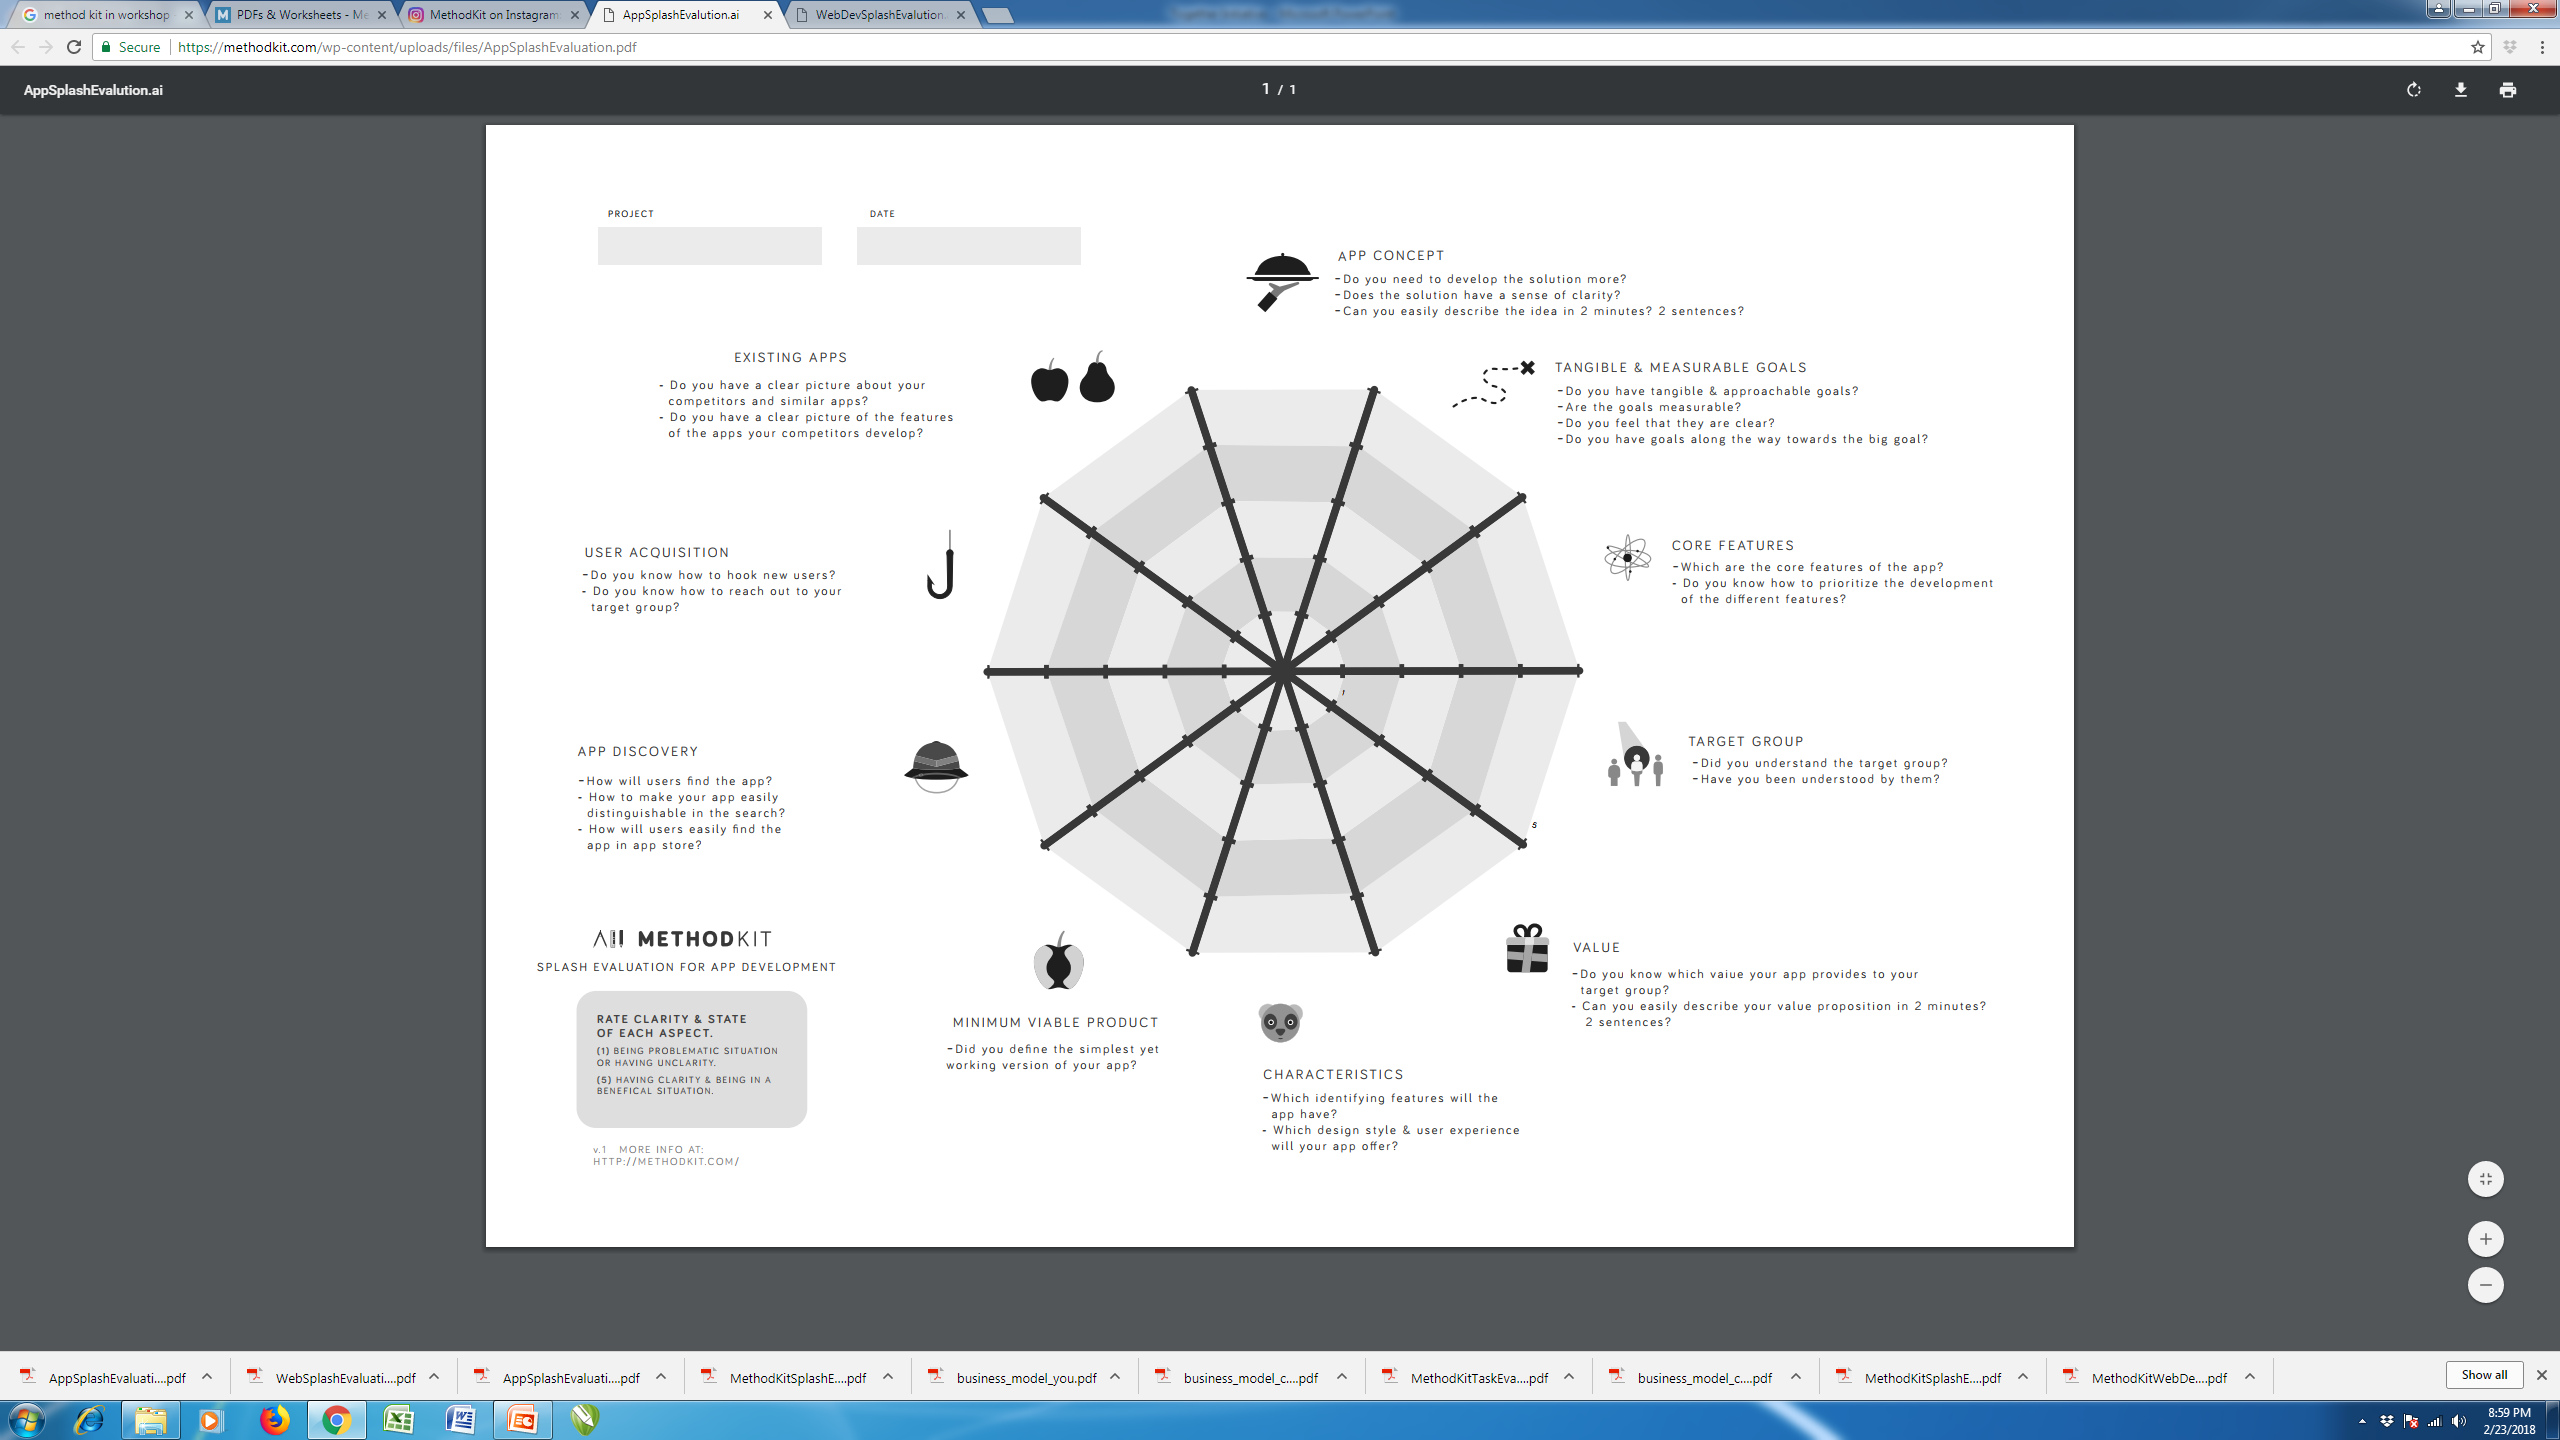 method kit in workshop
PDFs & Worksheets - Me
MethodKit on Instagram
AppSplashEvalution.ai
WebDevSplashEvalution.
Secure
https://methodkit.com/wp-content/uploads/files/AppSplashEvaluation.pdf
AppSplashEvalution.ai
1 / 1
PROJECT
DATE
APP CONCEPT
-Do you need to develop the solution more?
-Does the solution have a sense of clarity?
-Can you easily describe the idea in 2 minutes? 2 sentences?
EXISTING APPS
- Do you have a clear picture about your
competitors and similar apps?
- Do you have a clear picture of the features
of the apps your competitors develop?
TANGIBLE & MEASURABLE GOALS
-Do you have tangible & approachable goals?
-Are the goals measurable?
-Do you feel that they are clear?
-Do you have goals along the way towards the big goal?
USER ACQUISITION
-Do you know how to hook new users?
- Do you know how to reach out to your
target group?
CORE FEATURES
-Which are the core features of the app?
- Do you know how to prioritize the development
of the different features?
1
5
APP DISCOVERY
-How will users find the app?
- How to make your app easily
distinguishable in the search?
- How will users easily find the
app in app store?
TARGET GROUP
-Did you understand the target group?
-Have you been understood by them?
VALUE
-Do you know which vaiue your app provides to your
target group?
- Can you easily describe your value proposition in 2 minutes?
2 sentences?
METHODKIT
SPLASH EVALUATION FOR APP DEVELOPMENT
RATE CLARITY & STATE
OF EACH ASPECT.
(1) BEING PROBLEMATIC SITUATION
OR HAVING UNCLARITY.
(5) HAVING CLARITY & BEING IN A
BENEFICAL SITUATION.
v.1 MORE INFO AT:
HTTP://METHODKIT.COM/
MINIMUM VIABLE PRODUCT
-Did you define the simplest yet
working version of your app?
CHARACTERISTICS
-Which identifying features will the
app have?
- Which design style & user experience
will your app offer?
AppSplashEvaluati....pdf
WebSplashEvaluati....pdf
AppSplashEvaluati....pdf
MethodKitSplashE....pdf
business_model_you.pdf
business_model_c....pdf
MethodKitTaskEva....pdf
business_model_c....pdf
MethodKitSplashE....pdf
MethodKitWebDe....pdf
Show all
8:59 PM
2/23/2018